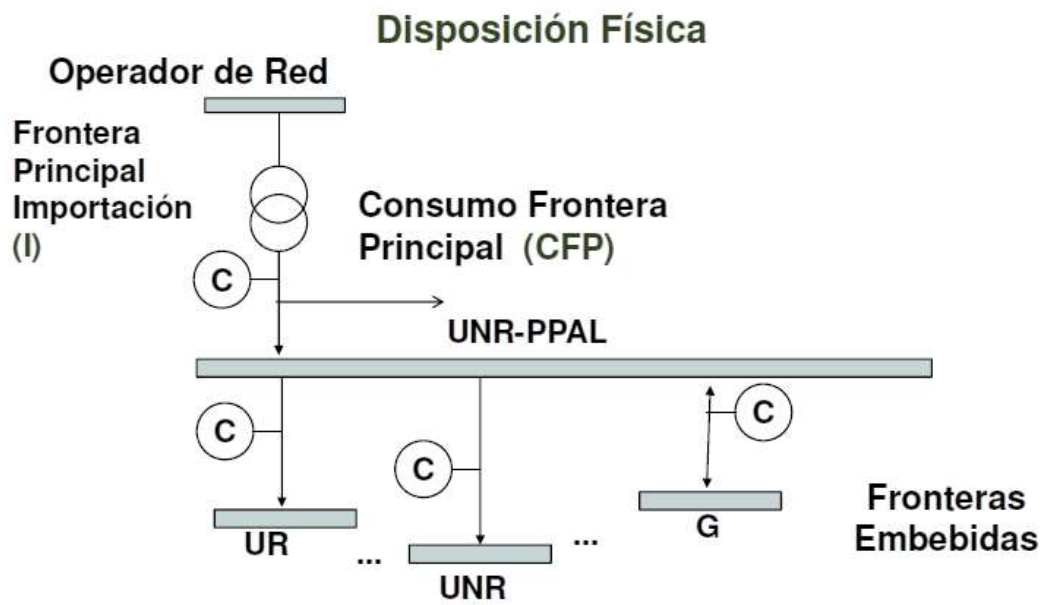 Disposición Física
Operador de Red
Frontera
Principal
Importación
(I)
Consumo Frontera
Principal (CFP)
C
UNR-PPAL
C
C
C
UR
...
UNR
...
G
Fronteras
Embebidas